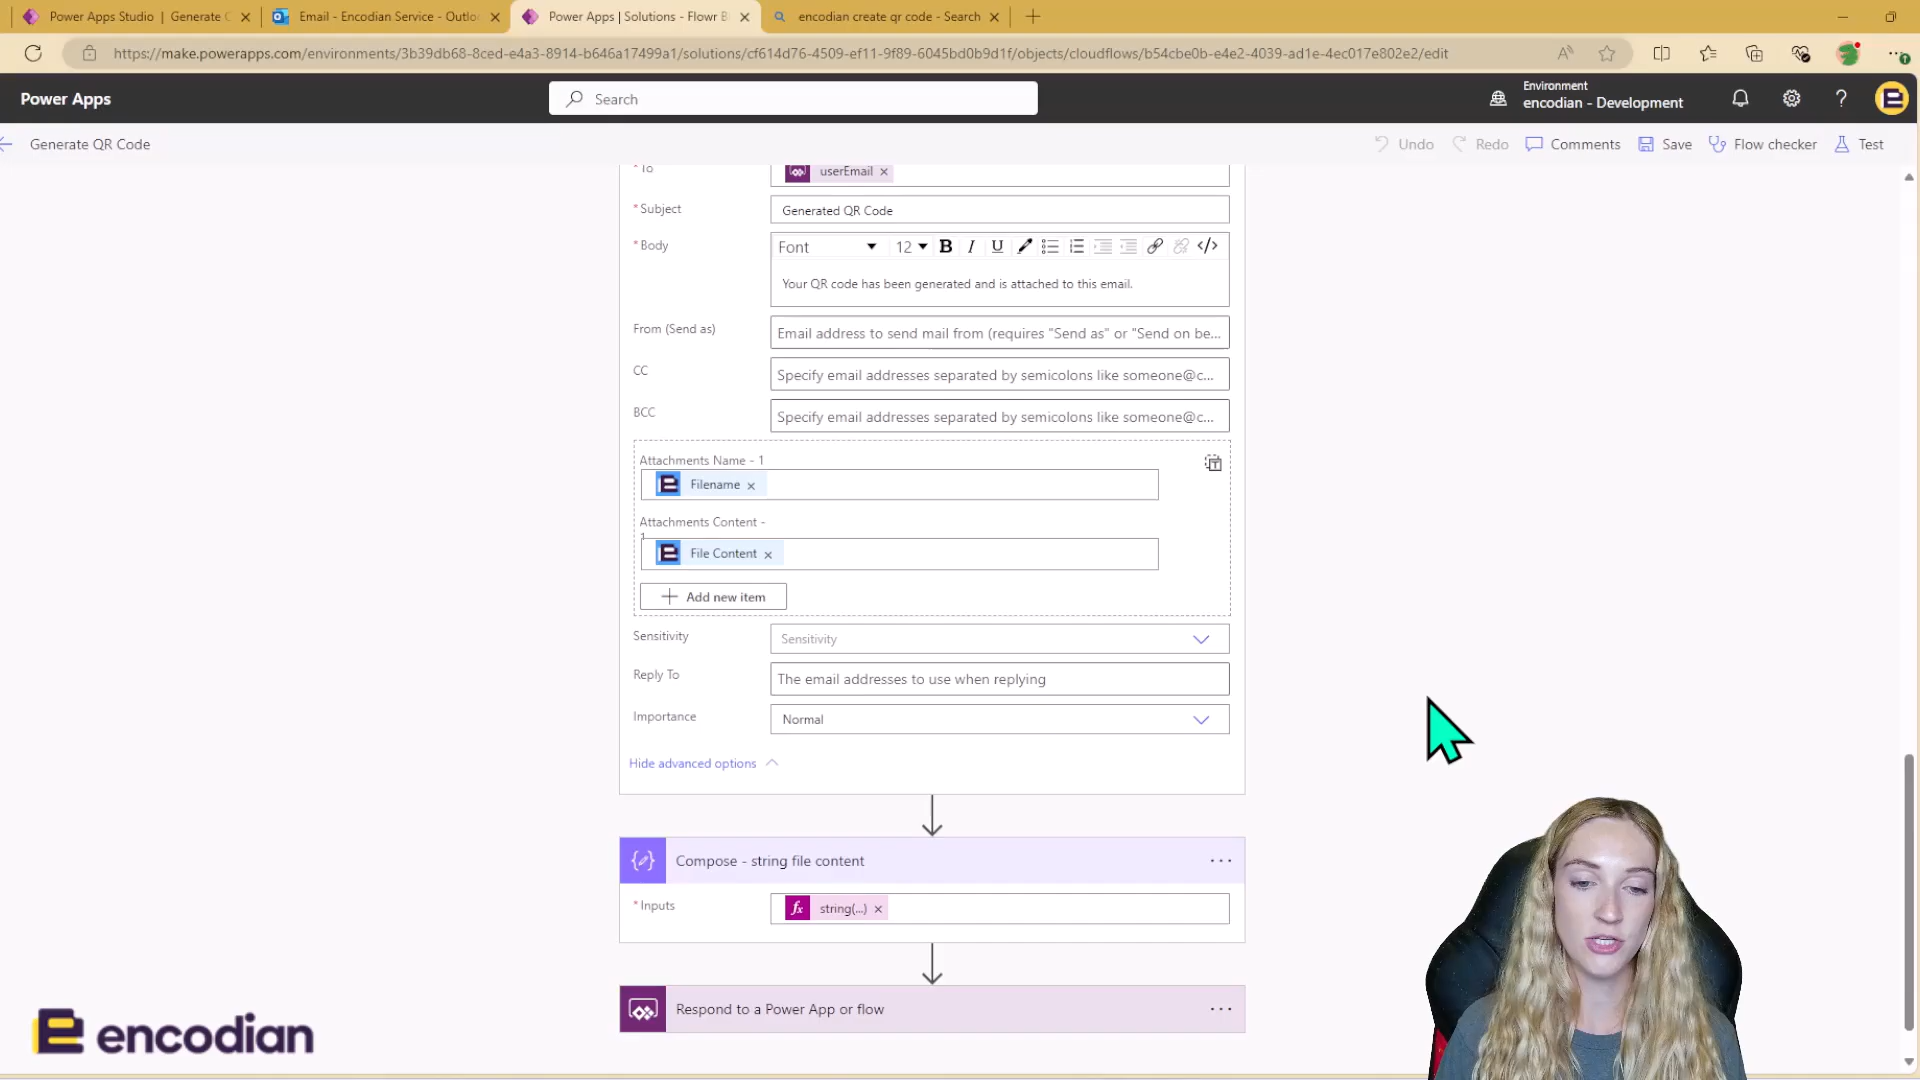 Power Apps Studio | Generate
Email - Encodian Service - Outlo
Power Apps | Solutions - Flowr B
encodian create qr code - Search
https://make.powerapps.com/environments/3b39db68-8ced-e4a3-8914-b646a17499a1/solutions/cf614d76-4509-ef11-9f89-6045bd0b9d1f/objects/cloudflows/b54cbe0b-e4e2-4039-ad1e-4ec017e802e2/edit
Power Apps
Search
Environment
encodian - Development
Generate QR Code
Undo
Redo
Comments
Save
Flow checker
Test
*To
userEmail
*Subject
Generated QR Code
*Body
Font
12
B
I
U
</>
Your QR code has been generated and is attached to this email.
From (Send as)
Email address to send mail from (requires "Send as" or "Send on be...
CC
Specify email addresses separated by semicolons like someone@c...
BCC
Specify email addresses separated by semicolons like someone@c...
Attachments Name - 1
Filename
Attachments Content -
1
File Content
Add new item
Sensitivity
Sensitivity
Reply To
The email addresses to use when replying
Importance
Normal
Hide advanced options
Compose - string file content
*Inputs
fx
string(...)
Respond to a Power App or flow
encodian